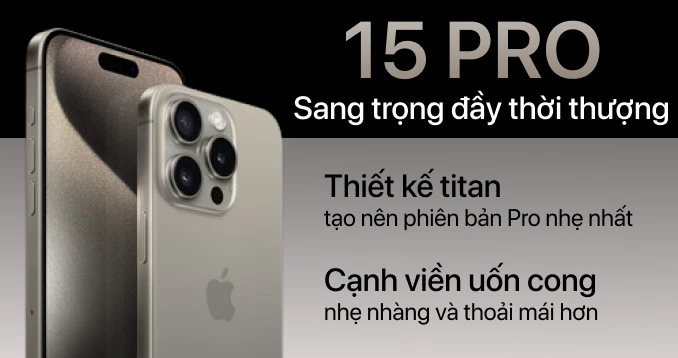 15 PRO
Sang trọng đầy thời thượng
Thiết kế titan
tạo nên phiên bản Pro nhẹ nhất
Cạnh viền uốn cong
nhẹ nhàng và thoải mái hơn